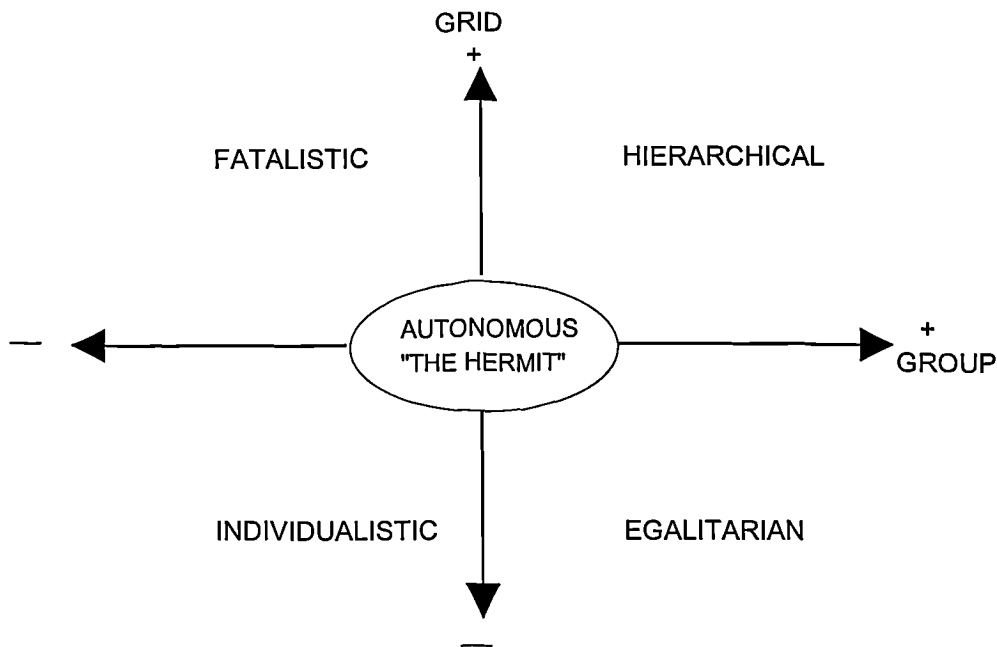 GRID
+
FATALISTIC
HIERARCHICAL
AUTONOMOUS
"THE HERMIT"
—
+
GROUP
INDIVIDUALISTIC
EGALITARIAN
—